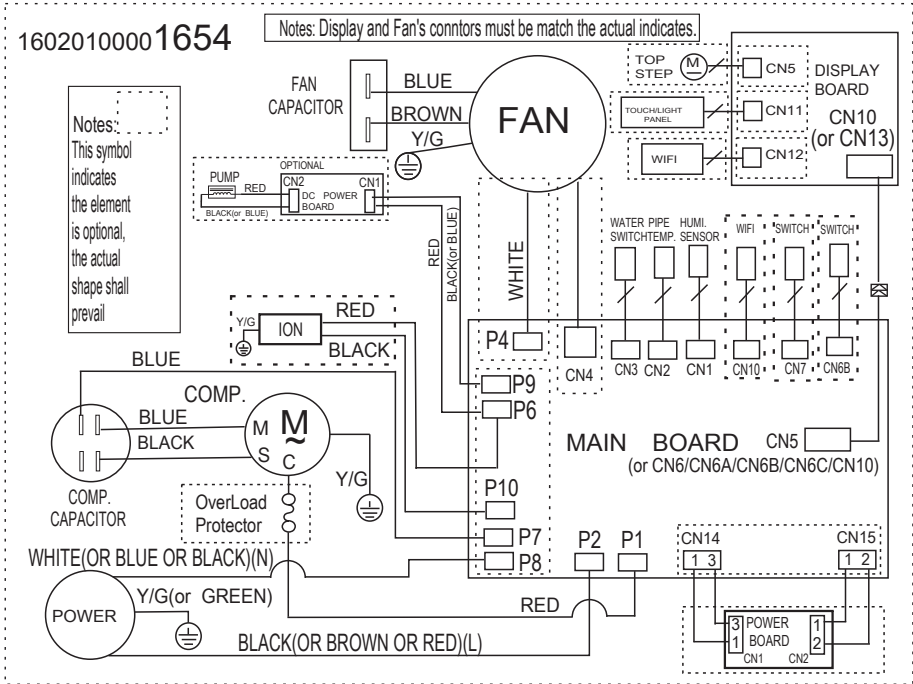 16020100001654
Notes: Display and Fan's conntors must be match the actual indicates.
Notes:
This symbol
indicates
the element
is optional,
the actual
shape shall
prevail
FAN
CAPACITOR
BLUE
BROWN
Y/G
FAN
TOP
STEP
M
CN5
TOUCH/LIGHT
PANEL
CN11
WIFI
CN12
DISPLAY
BOARD
CN10
(or CN13)
OPTIONAL
PUMP
RED
BLACK(or BLUE)
CN2
CN1
DC POWER
BOARD
RED
BLACK(or BLUE)
WHITE
WATER
SWITCH
PIPE
TEMP.
HUMI.
SENSOR
WIFI
SWITCH
SWITCH
CN3
CN2
CN1
CN10
CN7
CN6B
P4
CN4
Y/G
ION
RED
BLACK
P9
P6
P10
P7
P8
P2
P1
MAIN BOARD
CN5
(or CN6/CN6A/CN6B/CN6C/CN10)
BLUE
COMP.
BLUE
BLACK
M
S
C
M
~
Y/G
COMP.
CAPACITOR
OverLoad
Protector
WHITE(OR BLUE OR BLACK)(N)
POWER
Y/G(or GREEN)
RED
BLACK(OR BROWN OR RED)(L)
CN14
1 3
CN15
1 2
3
1
POWER
BOARD
1
2
CN1
CN2